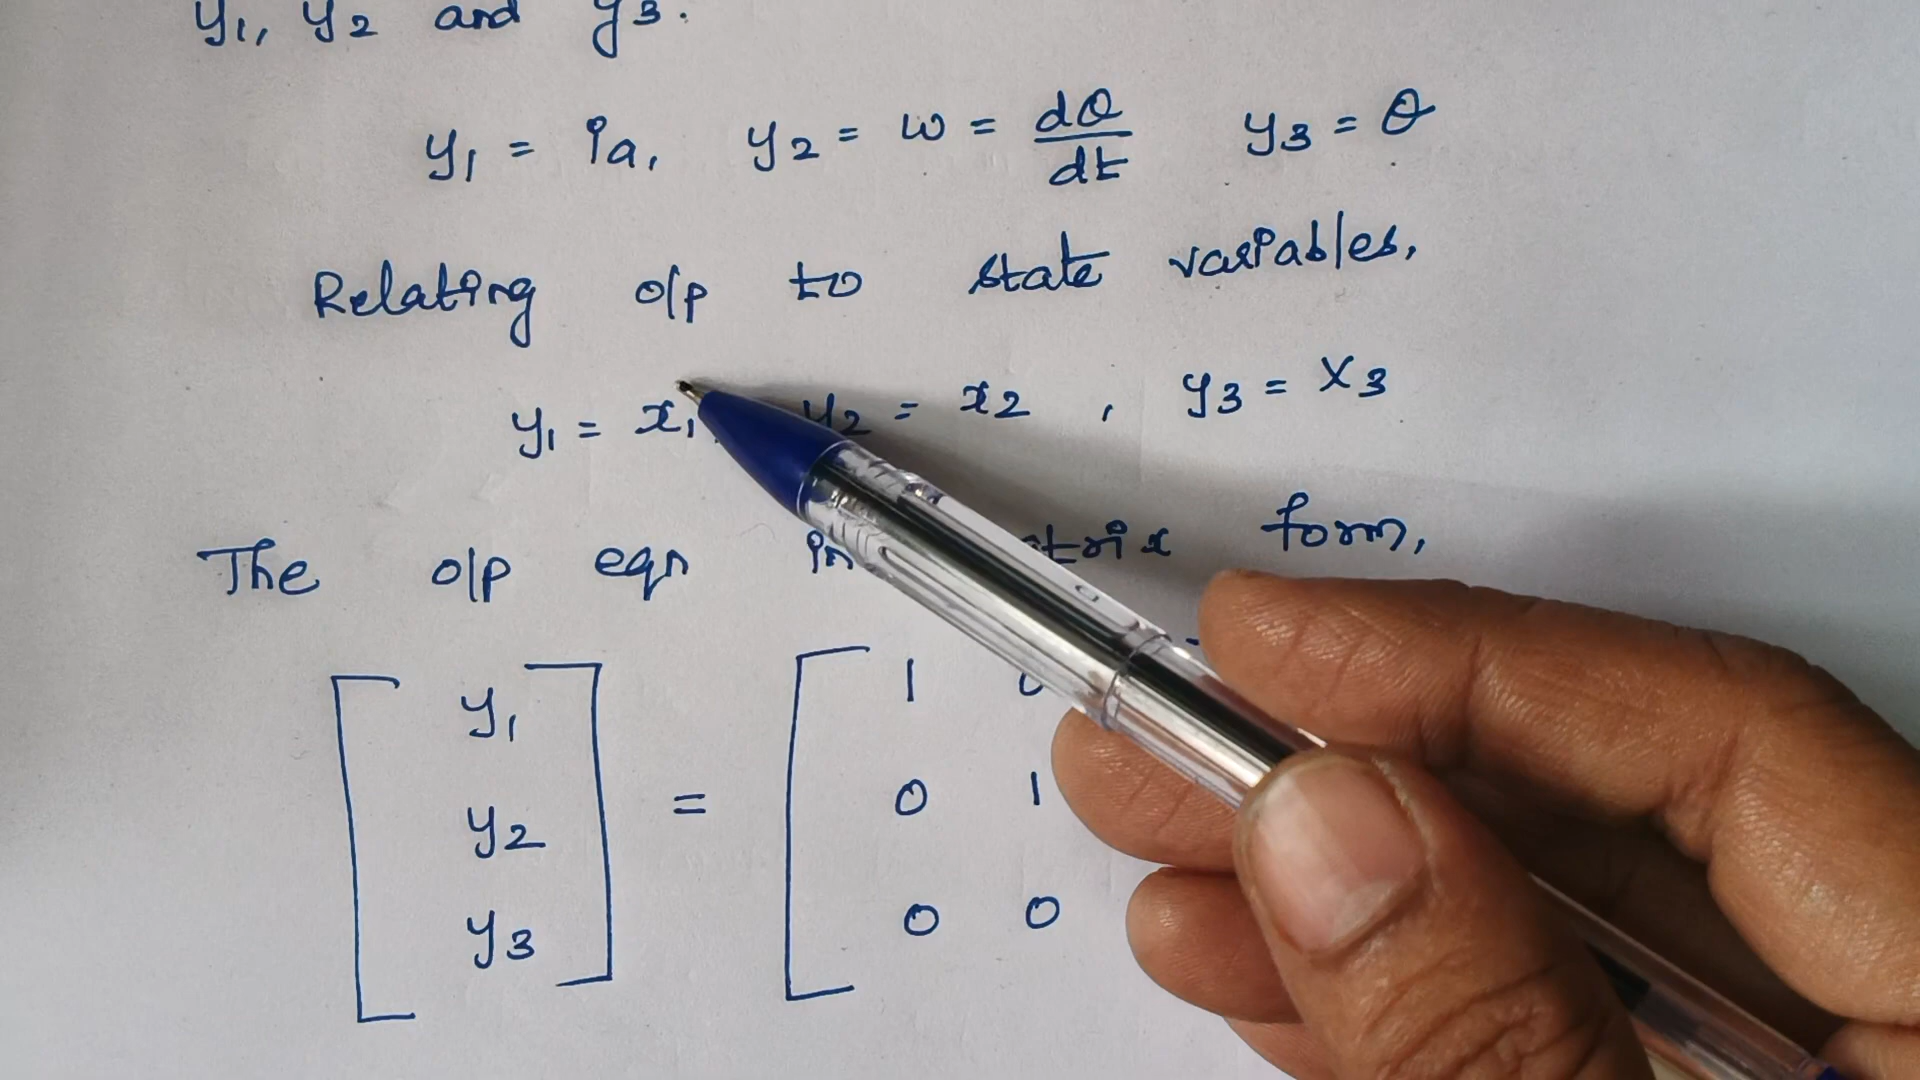 y1, y2 and y3.
y1 = ia, y2 = ω = dθ/dt y3 = θ
Relating o/p to state variables,
y1 = x1, y2 = x2 , y3 = x3
The o/p eqn in form,
y1 1
y2 = 0 1
y3 0 0